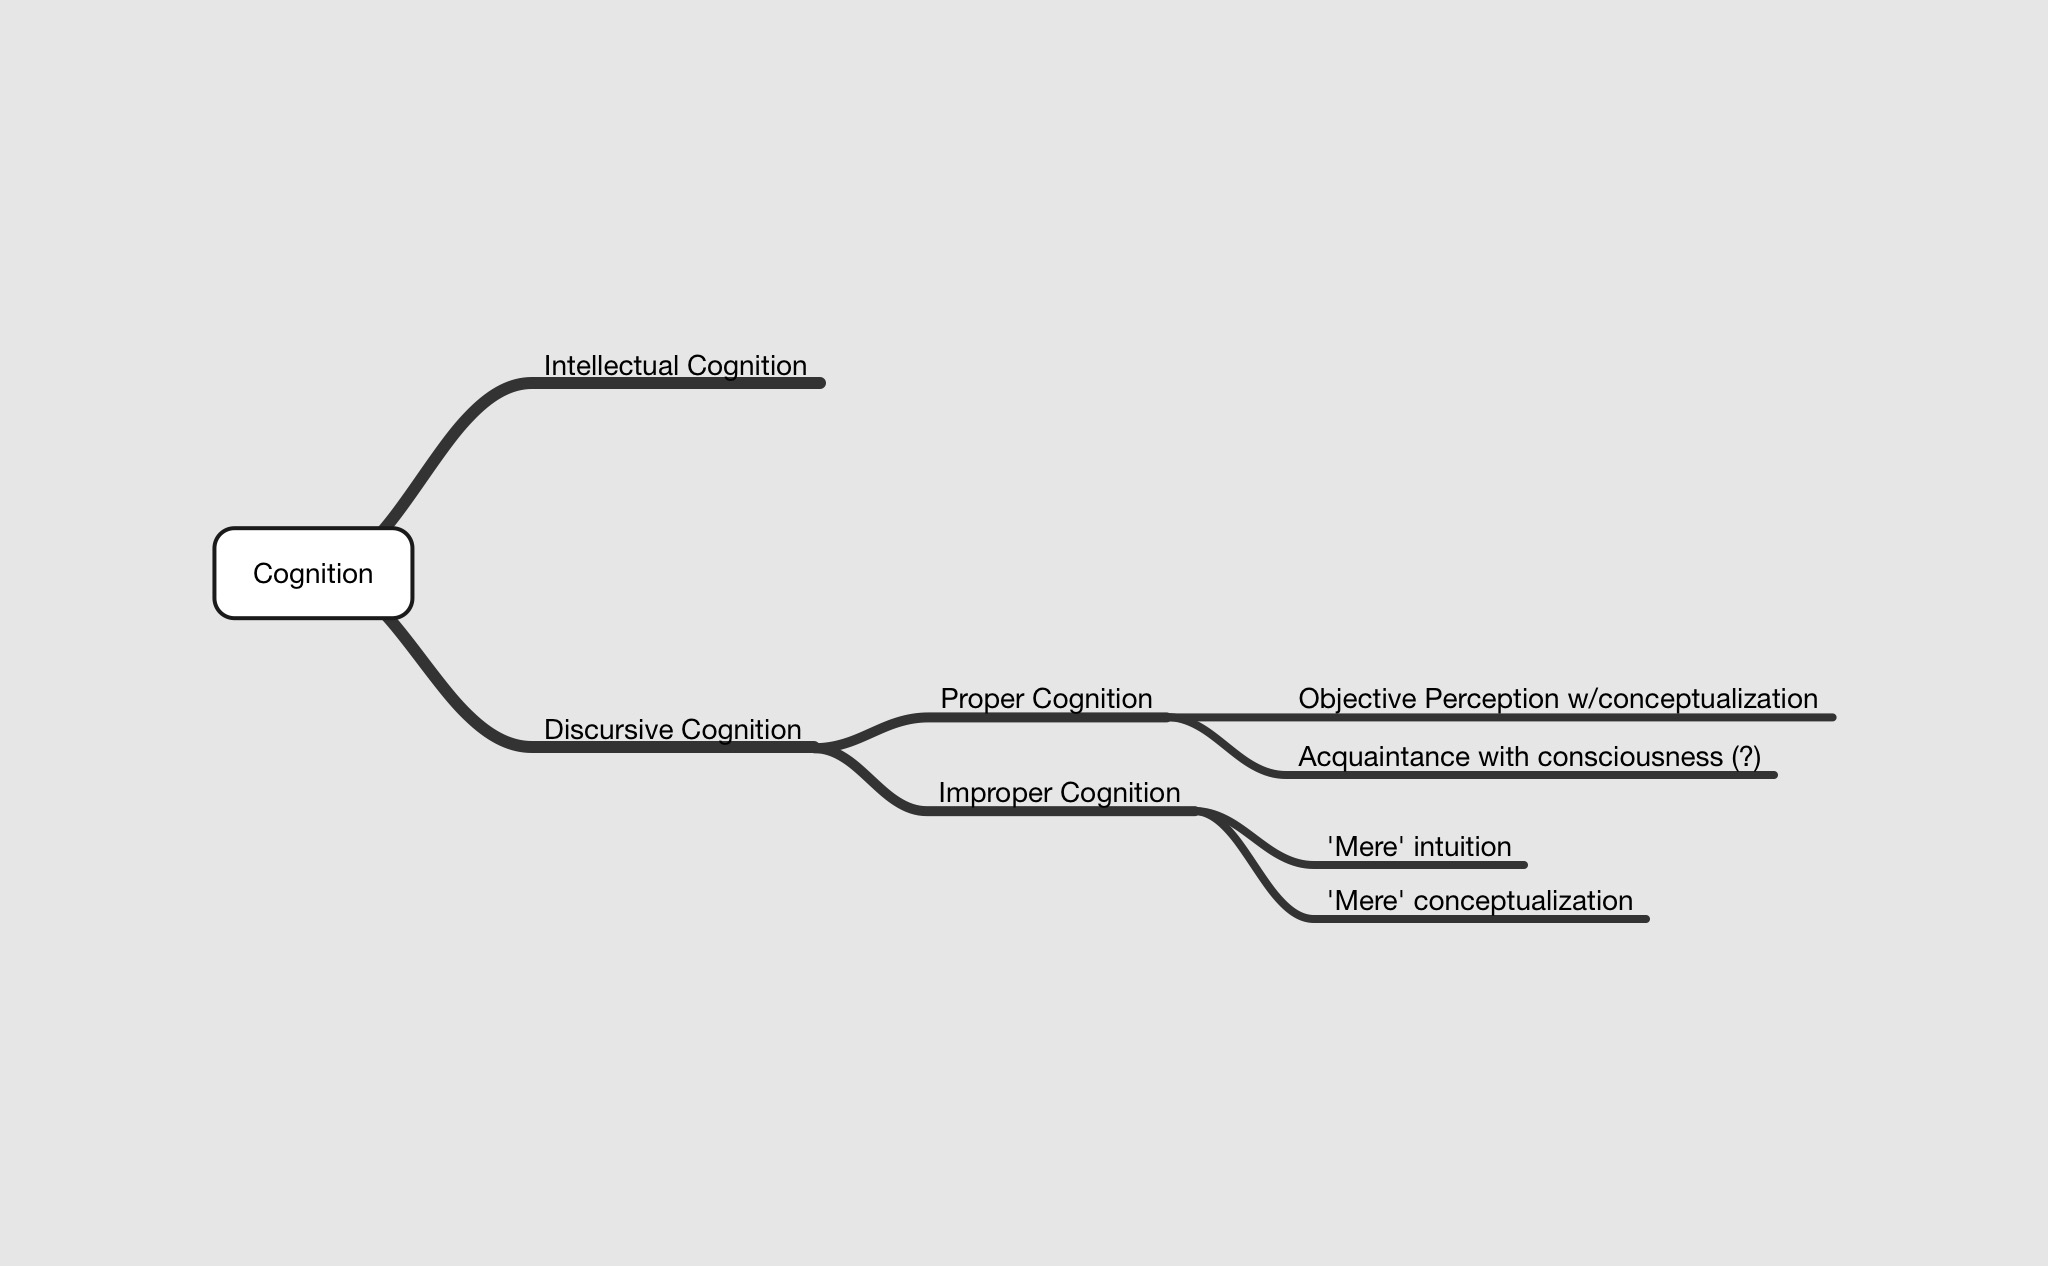 Intellectual Cognition
Cognition
Discursive Cognition
Proper Cognition
Objective Perception w/conceptualization
Acquaintance with consciousness (?)
Improper Cognition
'Mere' intuition
'Mere' conceptualization